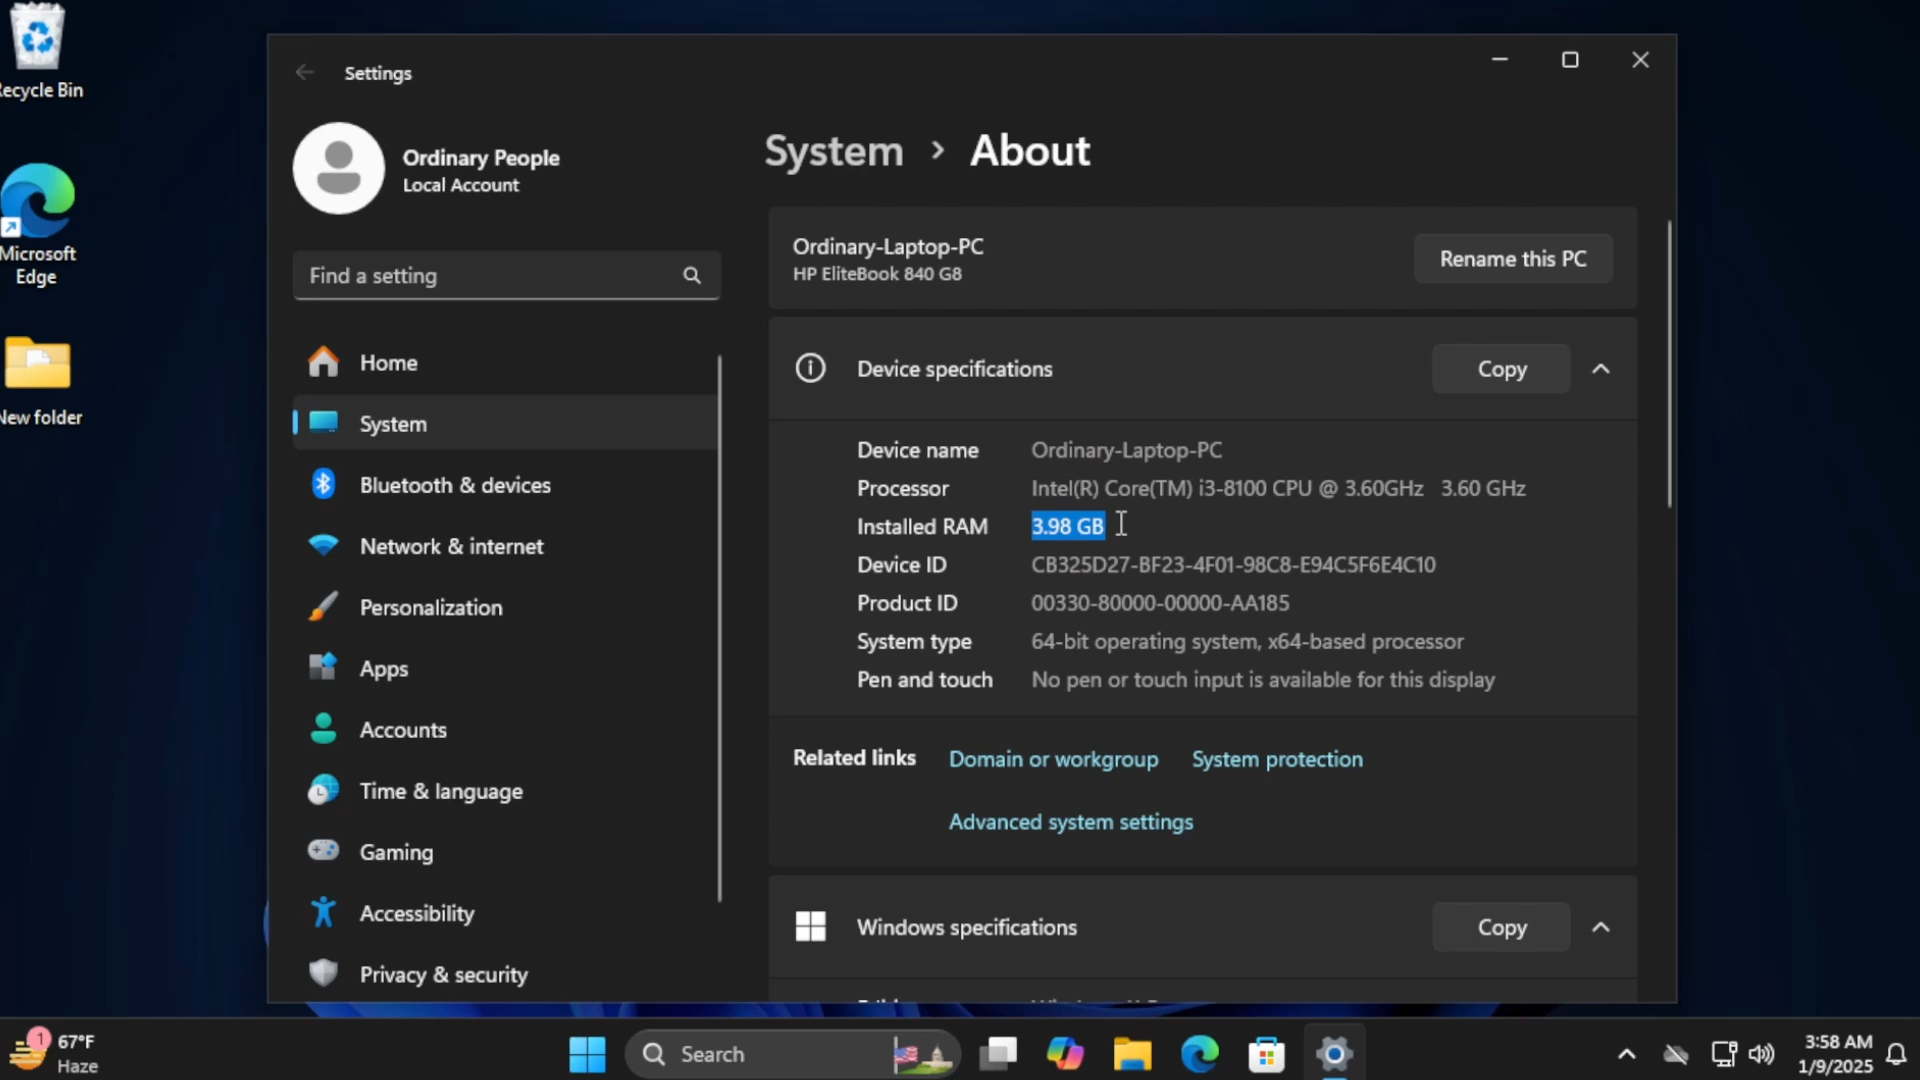 Recycle Bin
Microsoft
Edge
New folder
Settings
Ordinary People
Local Account
Find a setting
Home
System
Bluetooth & devices
Network & internet
Personalization
Apps
Accounts
Time & language
Gaming
Accessibility
Privacy & security
System > About
Ordinary-Laptop-PC
HP EliteBook 840 G8
Rename this PC
Device specifications
Copy
Device name Ordinary-Laptop-PC
Processor Intel(R) Core(TM) i3-8100 CPU @ 3.60GHz 3.60 GHz
Installed RAM 3.98 GB
Device ID CB325D27-BF23-4F01-98C8-E94C5F6E4C10
Product ID 00330-80000-00000-AA185
System type 64-bit operating system, x64-based processor
Pen and touch No pen or touch input is available for this display
Related links Domain or workgroup System protection
Advanced system settings
Windows specifications
Copy
1
67°F
Haze
Search
3:58 AM
1/9/2025